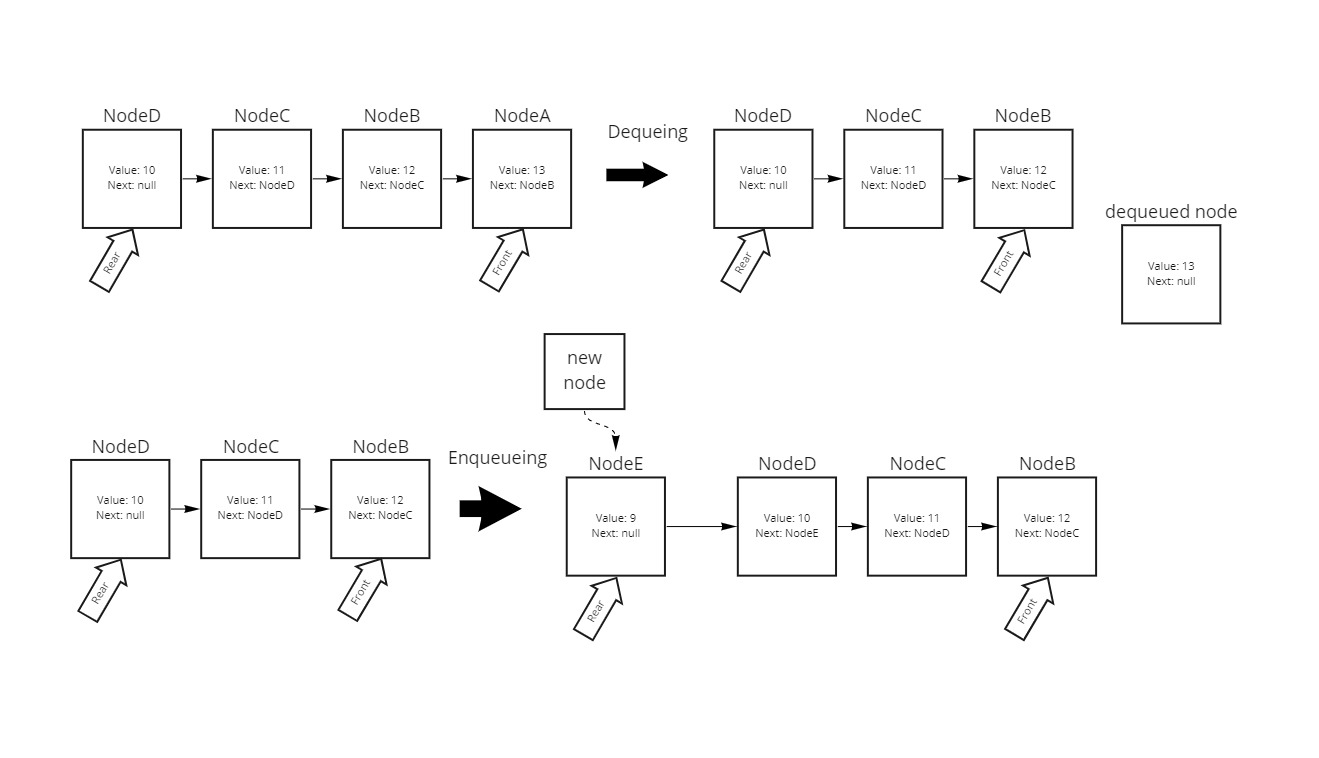 NodeD
NodeC
NodeB
NodeA
Value: 10
Next: null
Value: 11
Next: NodeD
Value: 12
Next: NodeC
Value: 13
Next: NodeB
Rear
Front
Dequeing
NodeD
NodeC
NodeB
Value: 10
Next: null
Value: 11
Next: NodeD
Value: 12
Next: NodeC
Rear
Front
dequeued node
Value: 13
Next: null
new
node
NodeD
NodeC
NodeB
Value: 10
Next: null
Value: 11
Next: NodeD
Value: 12
Next: NodeC
Rear
Front
Enqueueing
NodeE
NodeD
NodeC
NodeB
Value: 9
Next: null
Value: 10
Next: NodeE
Value: 11
Next: NodeD
Value: 12
Next: NodeC
Rear
Front